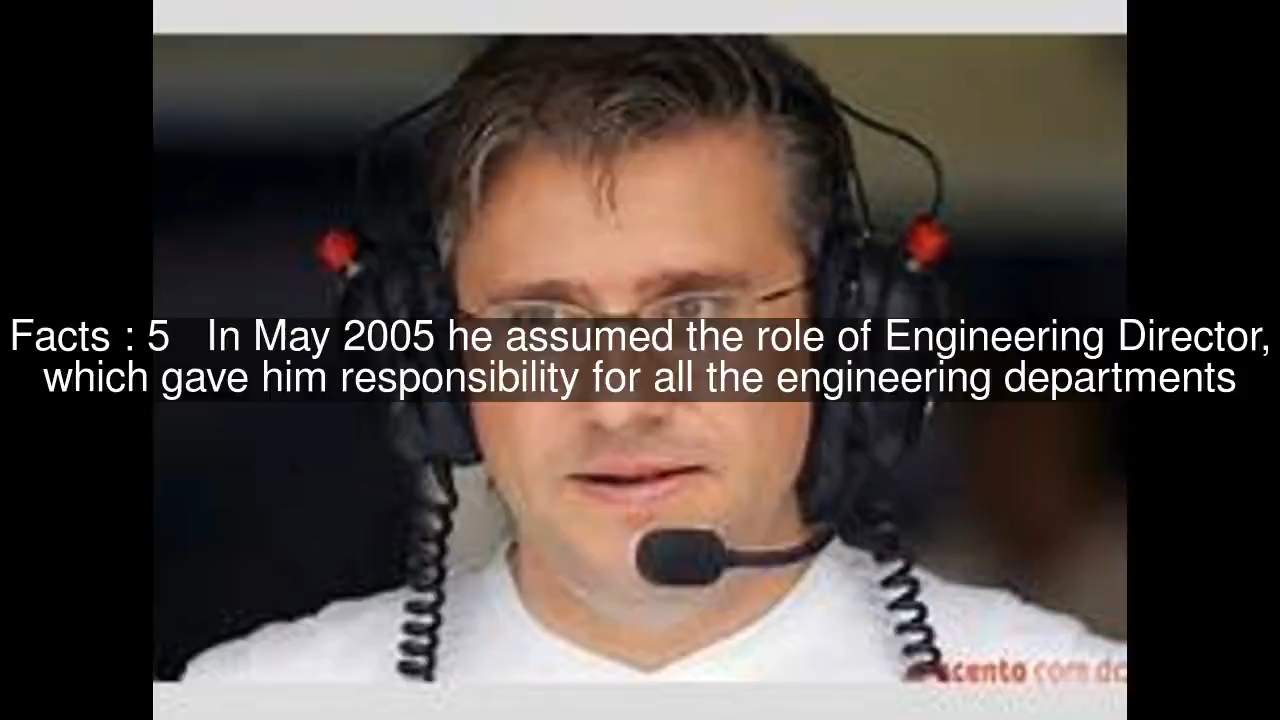 Facts : 5   In May 2005 he assumed the role of Engineering Director,
which gave him responsibility for all the engineering departments